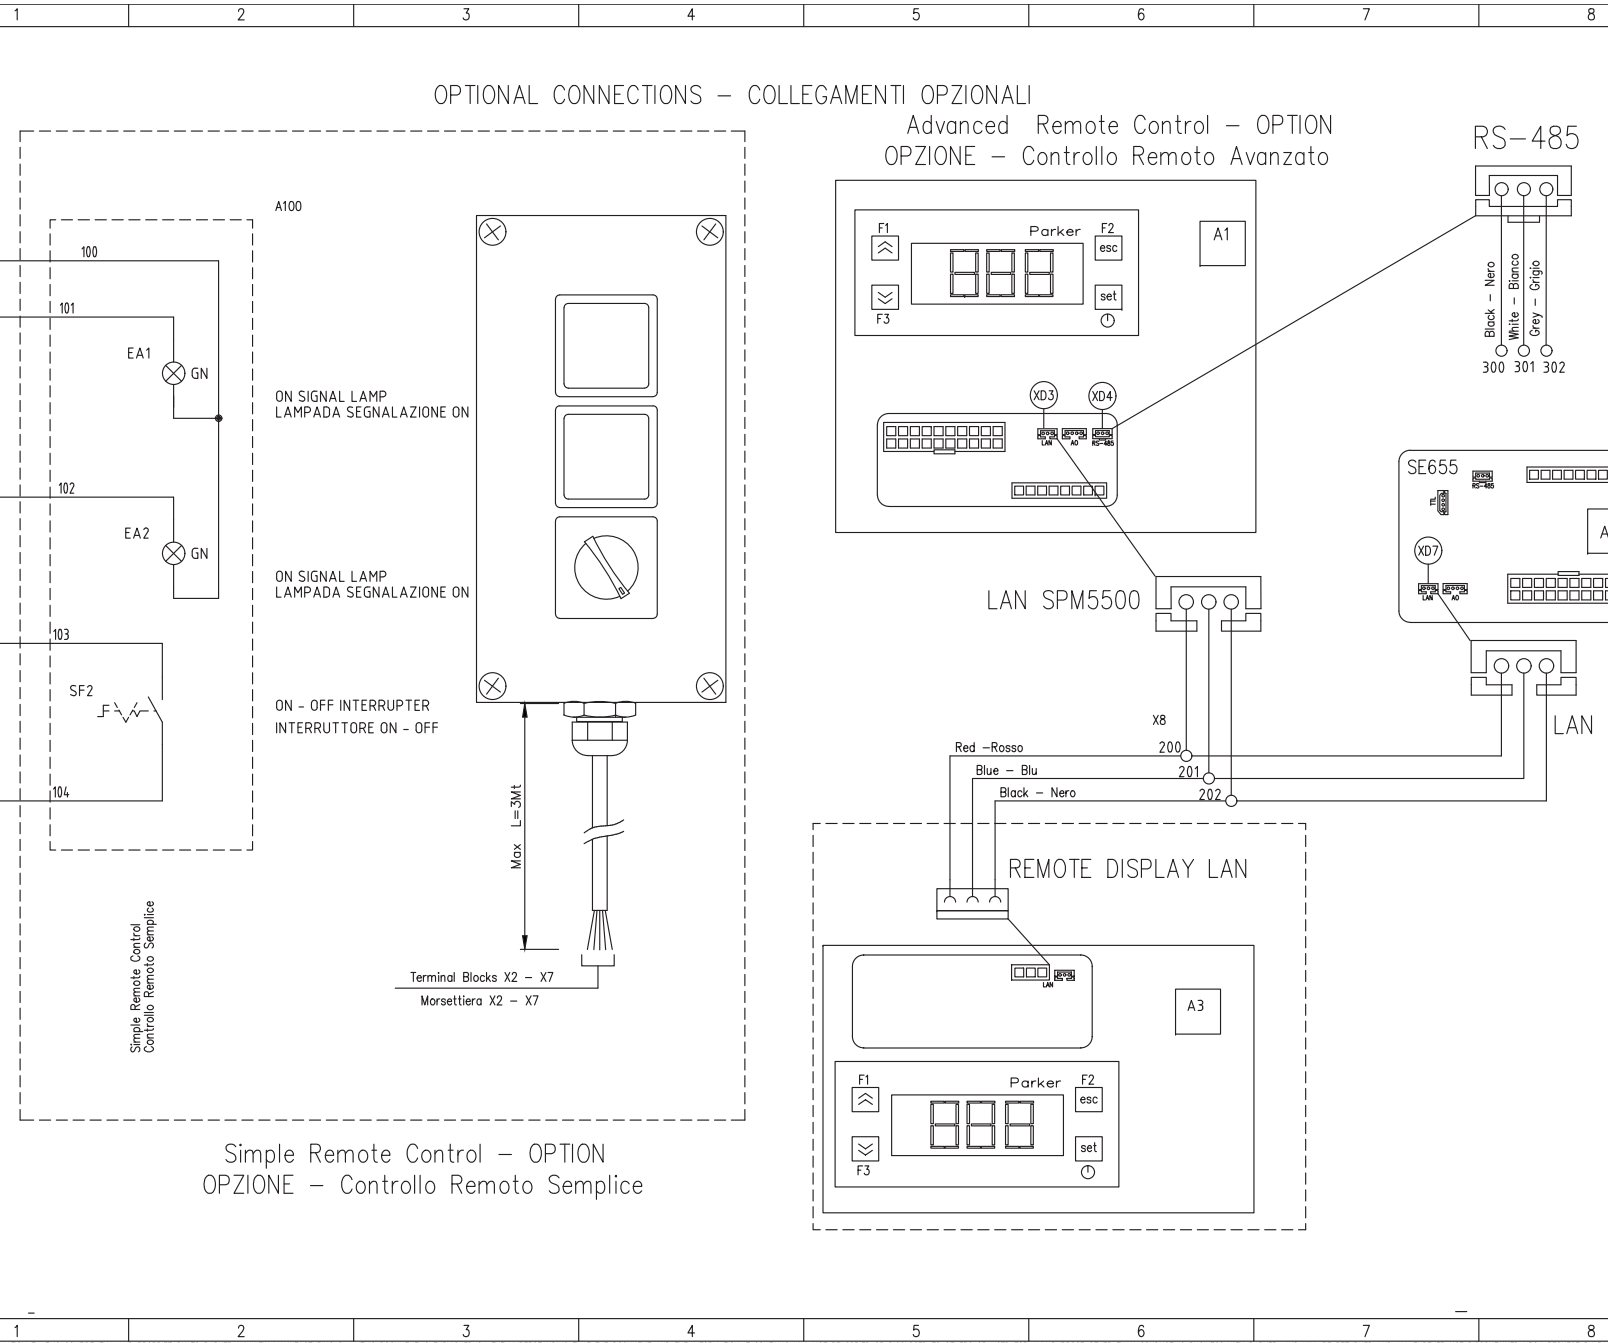 1 2 3 4 5 6 7 8
OPTIONAL CONNECTIONS – COLLEGAMENTI OPZIONALI
Advanced Remote Control – OPTION
OPZIONE – Controllo Remoto Avanzato
RS–485
A100
100
101
EA1
GN
ON SIGNAL LAMP
LAMPADA SEGNALAZIONE ON
102
EA2
GN
ON SIGNAL LAMP
LAMPADA SEGNALAZIONE ON
103
SF2
ON – OFF INTERRUPTER
INTERRUTTORE ON – OFF
104
Simple Remote Control
Controllo Remoto Semplice
Max L=3Mt
Terminal Blocks X2 – X7
Morsettiera X2 – X7
Simple Remote Control – OPTION
OPZIONE – Controllo Remoto Semplice
F1
Parker
F2
esc
A1
set
F3
XD3
XD4
LAN
AO
RS-485
Black – Nero
White – Bianco
Grey – Grigio
300 301 302
SE655
RS-485
TTL
A
XD7
LAN
AO
LAN SPM5500
LAN
X8
Red –Rosso
200
Blue – Blu
201
Black – Nero
202
REMOTE DISPLAY LAN
LAN
A3
F1
Parker
F2
esc
set
F3
1 2 3 4 5 6 7 8